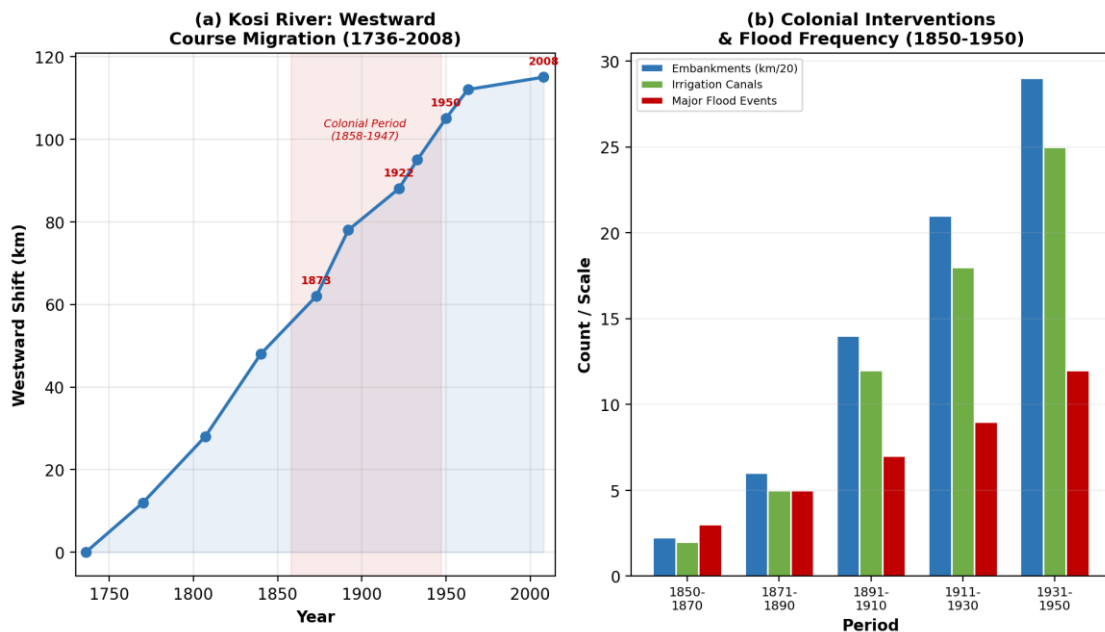 (a) Kosi River: Westward
Course Migration (1736-2008)
120
100
80
60
40
20
0
Westward Shift (km)
2008
1950
Colonial Period
(1858-1947)
1922
1873
1750
1800
1850
1900
1950
2000
Year
(b) Colonial Interventions
& Flood Frequency (1850-1950)
30
25
20
15
10
5
0
Count / Scale
Embankments (km/20)
Irrigation Canals
Major Flood Events
1850-
1870
1871-
1890
1891-
1910
1911-
1930
1931-
1950
Period